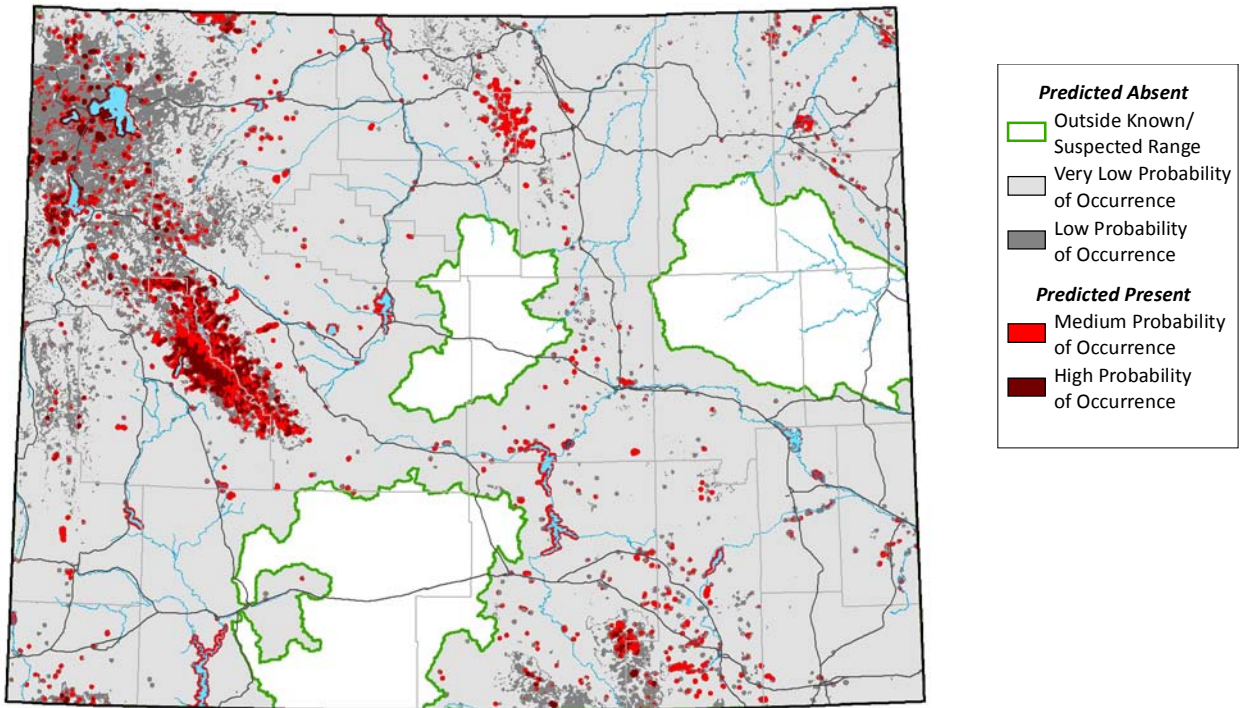 Predicted Absent
Outside Known/
Suspected Range
Very Low Probability
of Occurrence
Low Probability
of Occurrence
Predicted Present
Medium Probability
of Occurrence
High Probability
of Occurrence